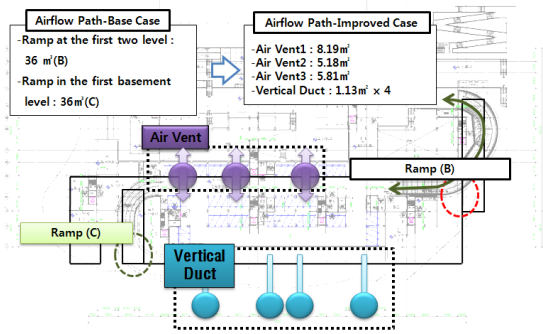 Airflow Path-Base Case
-Ramp at the first two level :
36 ㎡(B)
-Ramp in the first basement
level : 36㎡(C)
Airflow Path-Improved Case
-Air Vent1 : 8.19㎡
-Air Vent2 : 5.18㎡
-Air Vent3 : 5.81㎡
-Vertical Duct : 1.13㎡ x 4
Air Vent
Ramp (B)
Ramp (C)
Vertical
Duct